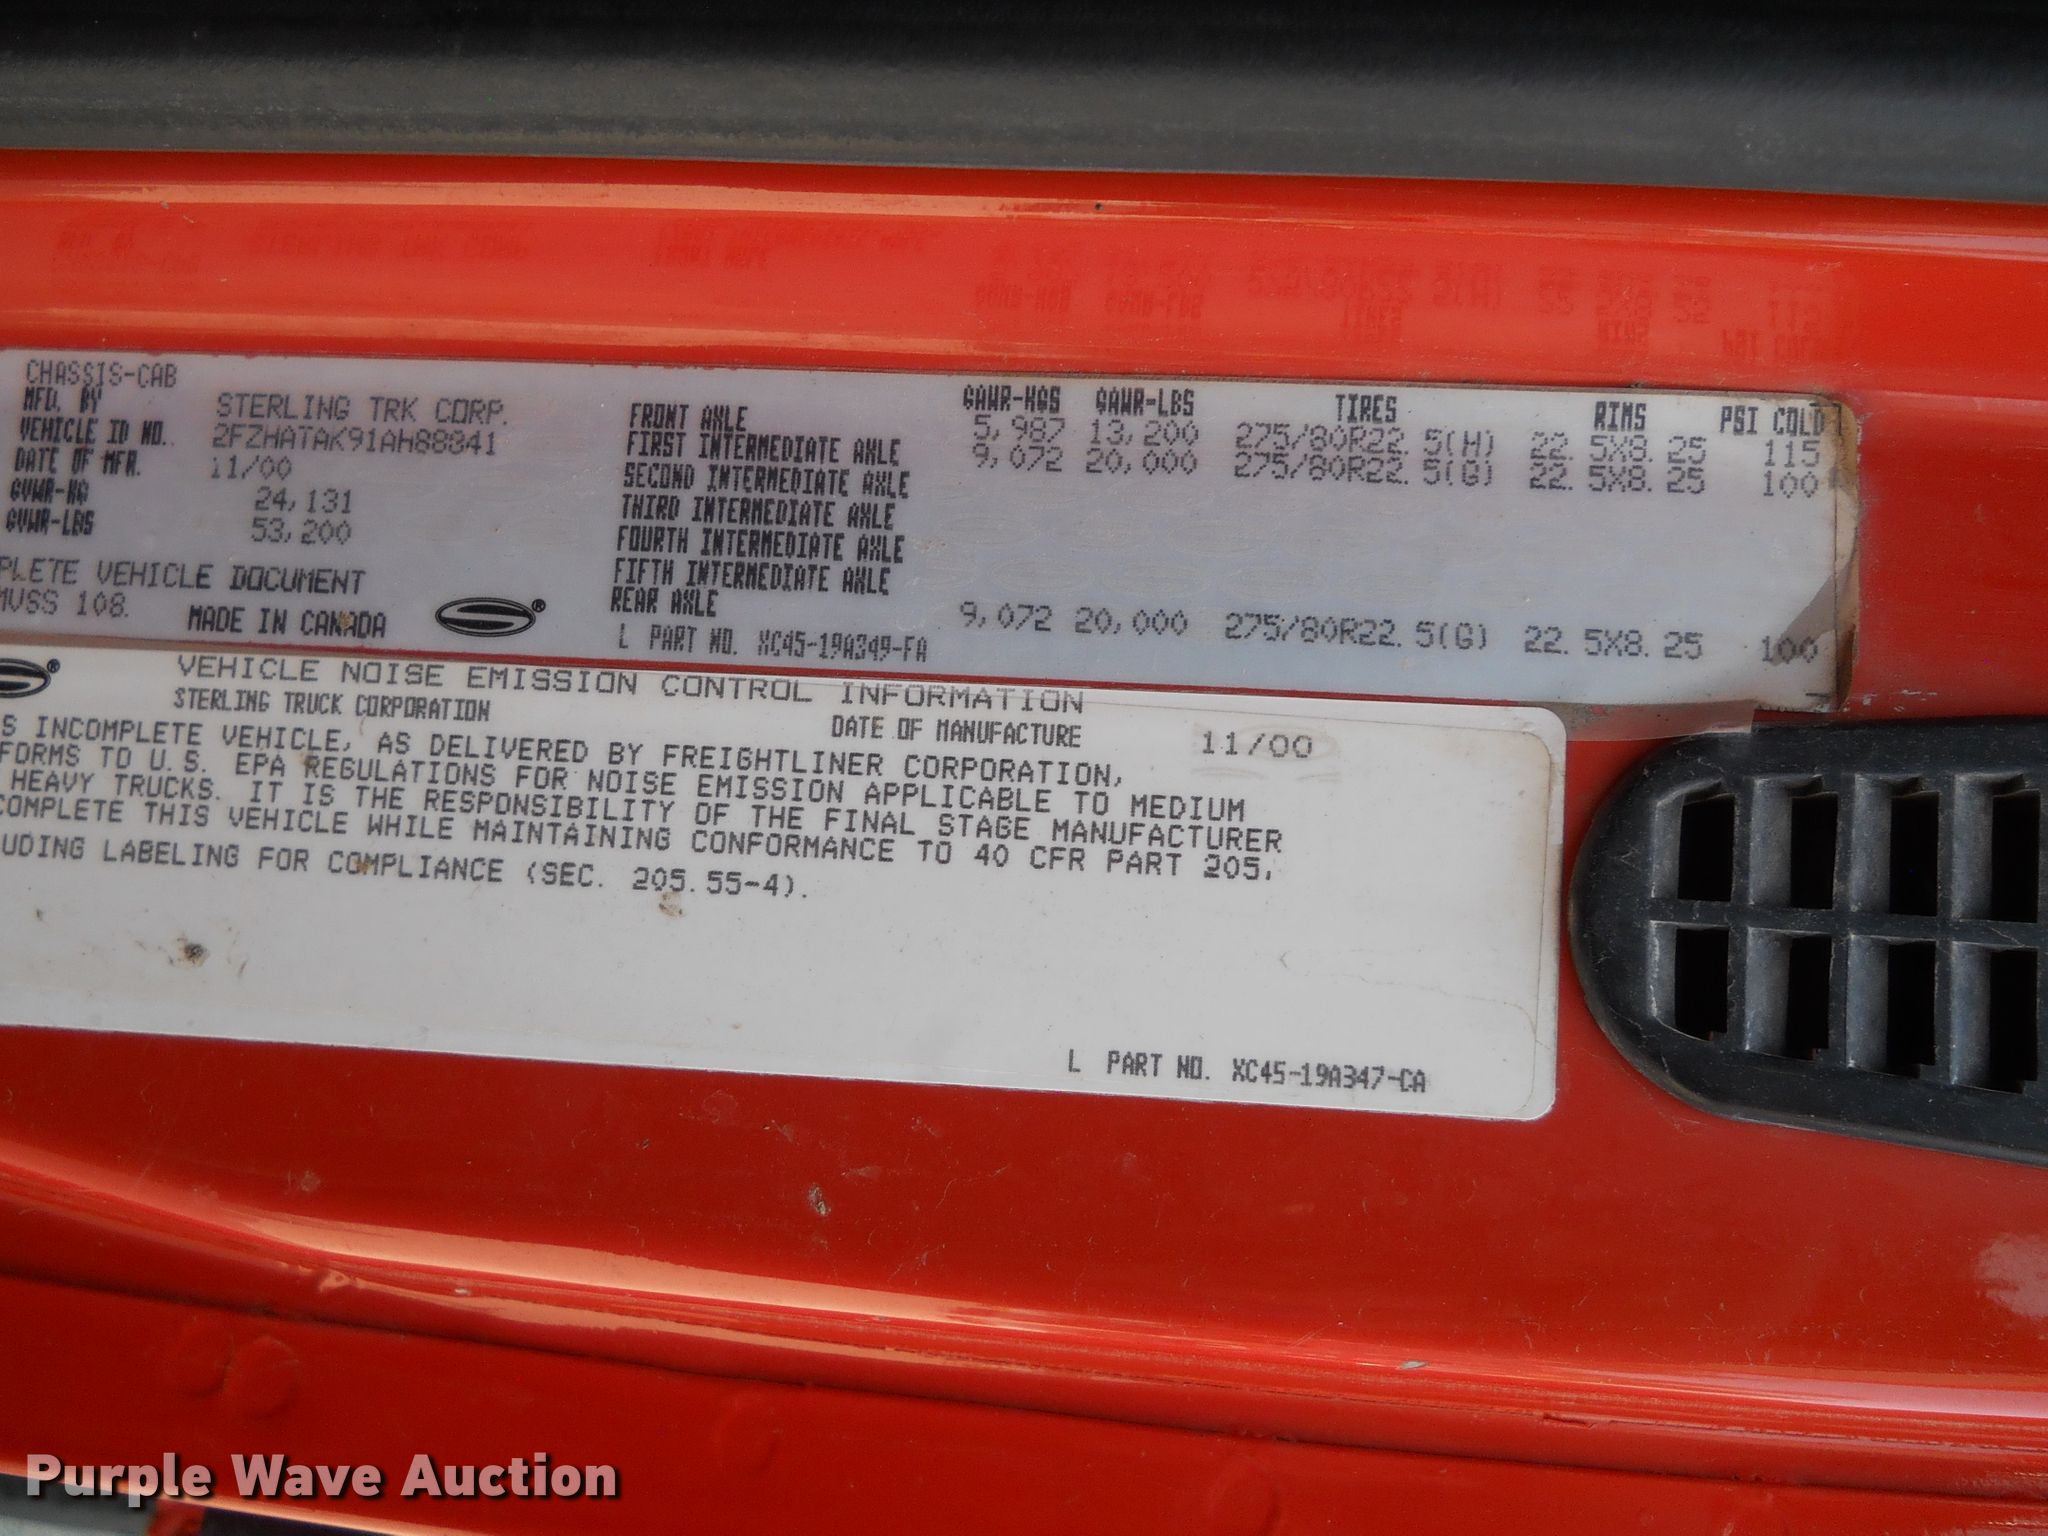 CHASSIS-CAB
MFD. BY STERLING TRK CORP.
VEHICLE ID NO. 2FZHATAK91AH88841
DATE OF MFR. 11/00
GVWR-KG 24,131
GVWR-LBS 53,200
PLETE VEHICLE DOCUMENT
MVSS 108.
MADE IN CANADA ®
GAWR-KGS GAWR-LBS TIRES RIMS PSI COLD
FRONT AXLE 5,987 13,200 275/80R22.5(H) 22.5X8.25 115
FIRST INTERMEDIATE AXLE 9,072 20,000 275/80R22.5(G) 22.5X8.25 100
SECOND INTERMEDIATE AXLE
THIRD INTERMEDIATE AXLE
FOURTH INTERMEDIATE AXLE
FIFTH INTERMEDIATE AXLE
REAR AXLE 9,072 20,000 275/80R22.5(G) 22.5X8.25 100
L PART NO. XC45-19A349-FA
® VEHICLE NOISE EMISSION CONTROL INFORMATION
STERLING TRUCK CORPORATION DATE OF MANUFACTURE 11/00
S INCOMPLETE VEHICLE, AS DELIVERED BY FREIGHTLINER CORPORATION,
FORMS TO U.S. EPA REGULATIONS FOR NOISE EMISSION APPLICABLE TO MEDIUM
HEAVY TRUCKS. IT IS THE RESPONSIBILITY OF THE FINAL STAGE MANUFACTURER
COMPLETE THIS VEHICLE WHILE MAINTAINING CONFORMANCE TO 40 CFR PART 205,
UDING LABELING FOR COMPLIANCE (SEC. 205.55-4).
L PART NO. XC45-19A347-CA
Purple Wave Auction